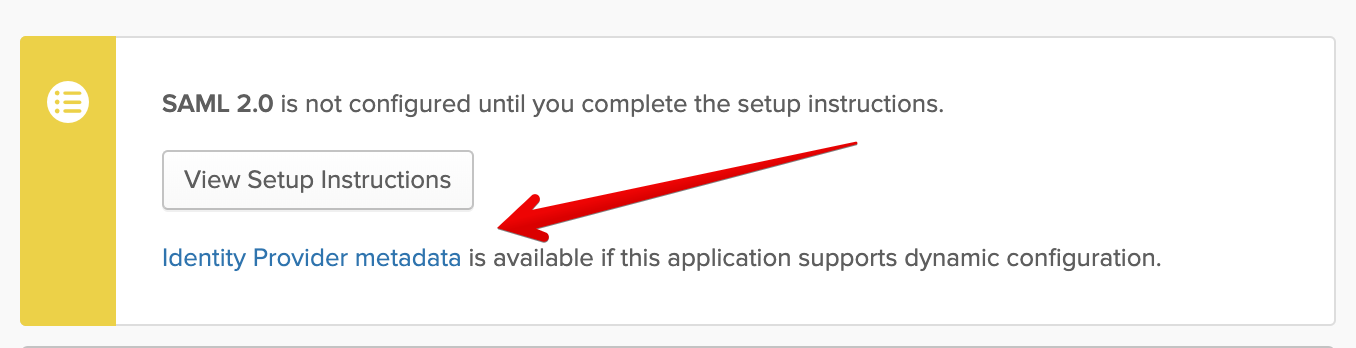 SAML 2.0 is not configured until you complete the setup instructions.
View Setup Instructions
Identity Provider metadata is available if this application supports dynamic configuration.